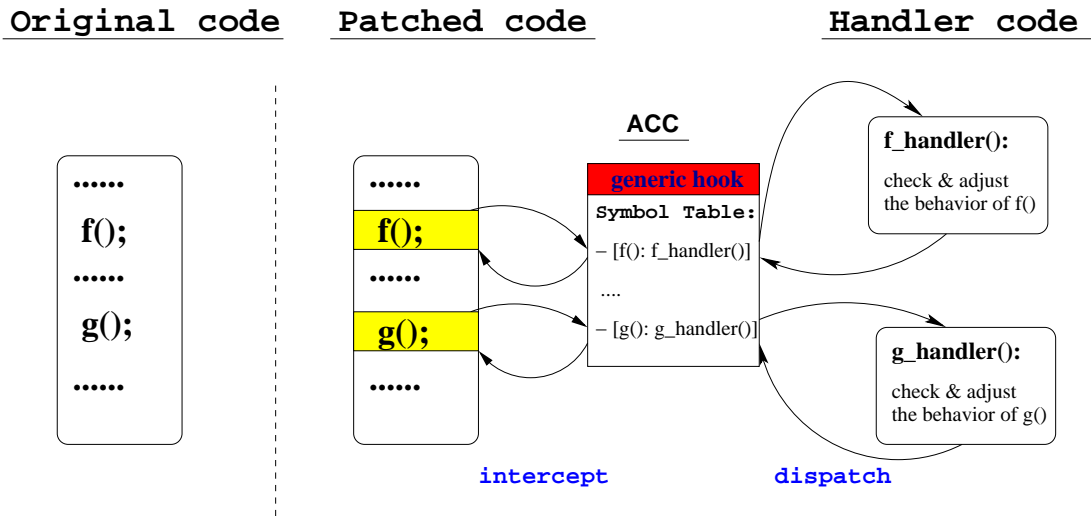 Original code
Patched code
Handler code
......
f();
......
g();
......
......
f();
......
g();
......
ACC
generic hook
Symbol Table:
– [f(): f_handler()]
....
– [g(): g_handler()]
f_handler():
check & adjust
the behavior of f()
g_handler():
check & adjust
the behavior of g()
intercept
dispatch